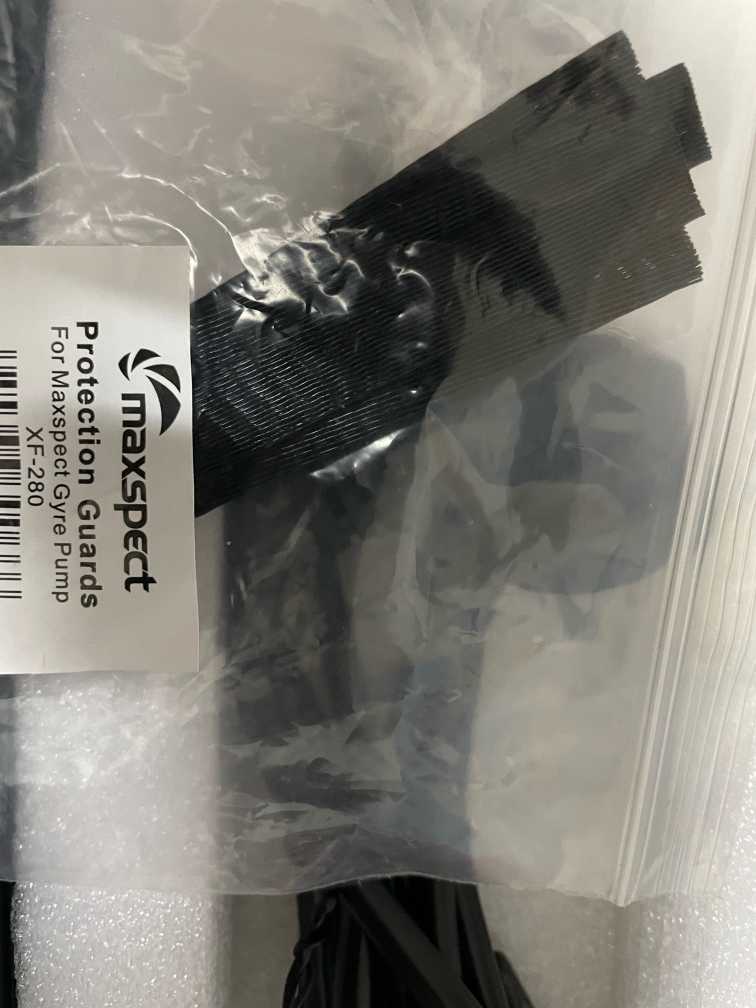 maxspect
Protection Guards
For Maxspect Gyre Pump
XF-280